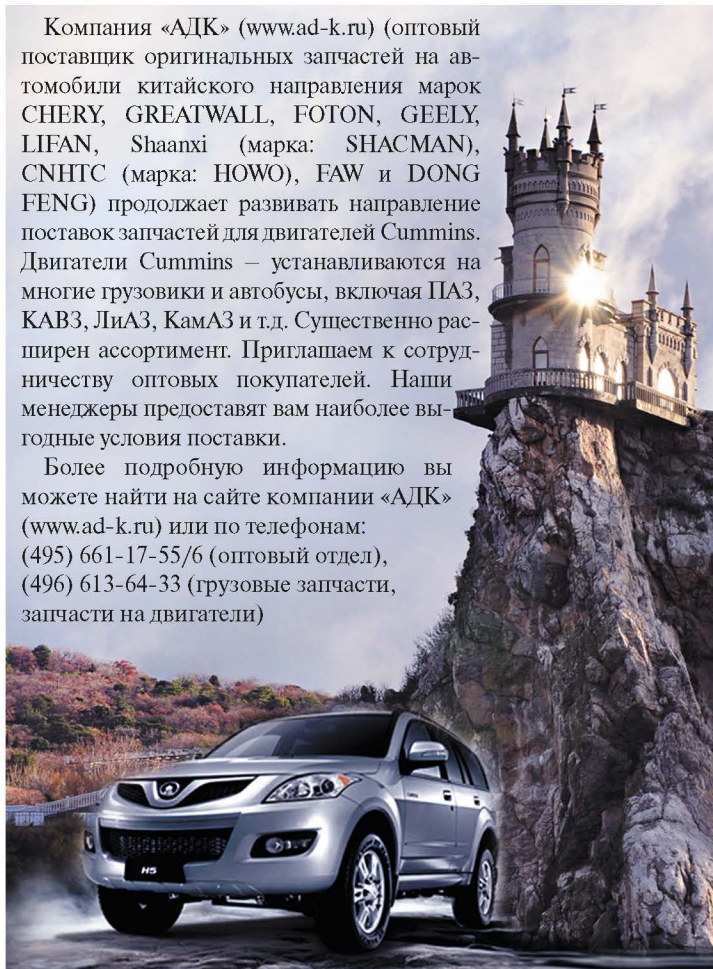 Компания «АДК» (www.ad-k.ru) (оптовый
поставщик оригинальных запчастей на ав-
томобили китайского направления марок
CHERY, GREATWALL, FOTON, GEELY,
LIFAN, Shaanxi (марка: SHACMAN),
CNHTC (марка: HOWO), FAW и DONG
FENG) продолжает развивать направление
поставок запчастей для двигателей Cummins.
Двигатели Cummins – устанавливаются на
многие грузовики и автобусы, включая ПАЗ,
КАВЗ, ЛиАЗ, КамАЗ и т.д. Существенно рас-
ширен ассортимент. Приглашаем к сотруд-
ничеству оптовых покупателей. Наши
менеджеры предоставят вам наиболее вы-
годные условия поставки.
Более подробную информацию вы
можете найти на сайте компании «АДК»
(www.ad-k.ru) или по телефонам:
(495) 661-17-55/6 (оптовый отдел),
(496) 613-64-33 (грузовые запчасти,
запчасти на двигатели)
H5